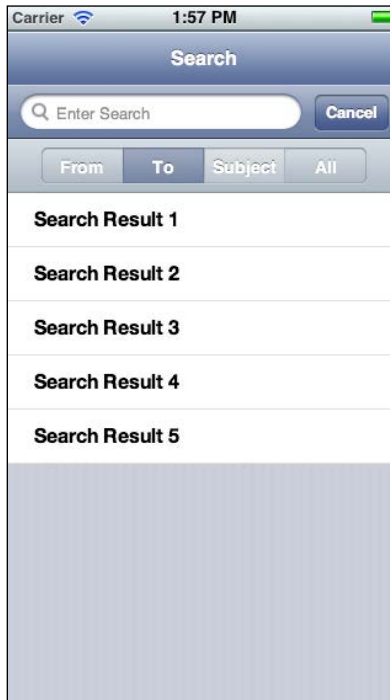 Carrier 1:57 PM
Search
Enter Search Cancel
From To Subject All
Search Result 1
Search Result 2
Search Result 3
Search Result 4
Search Result 5